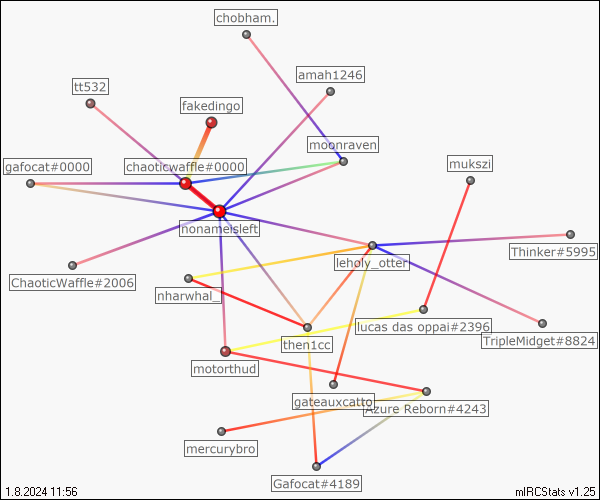 chobham.
amah1246
tt532
fakedingo
moonraven
gafocat#0000
chaoticwaffle#0000
mukszi
nonameisleft
Thinker#5995
leholy_otter
ChaoticWaffle#2006
nharwhal_
lucas das oppai#2396
TripleMidget#8824
then1cc
motorthud
gateauxcatto
Azure Reborn#4243
mercurybro
Gafocat#4189
1.8.2024 11:56
mIRCStats v1.25